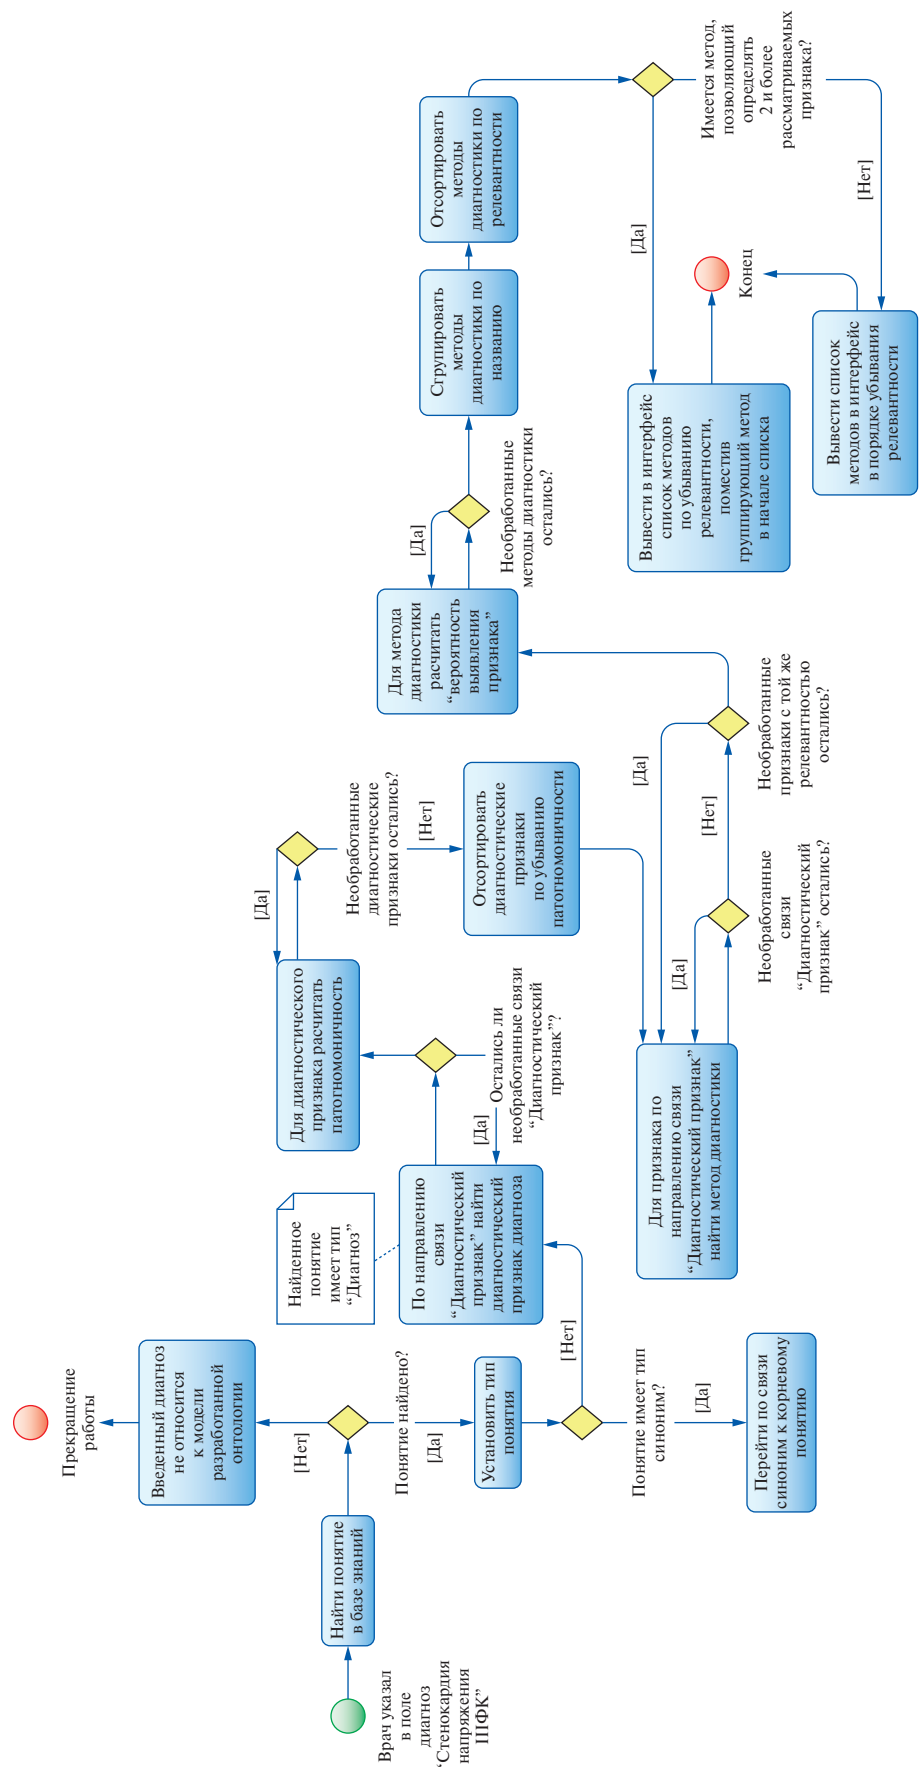 Врач указал
в поле
диагноз
“Стенокардия
напряжения
IIIФК”
Найти понятие
в базе знаний
Понятие найдено?
[Нет]
Введенный диагноз
не относится
к модели
разработанной
онтологии
Прекращение
работы
[Да]
Установить тип
понятия
Понятие имеет тип
синоним?
[Да]
Перейти по связи
синоним к корневому
понятию
[Нет]
По направлению
связи
“Диагностический
признак” найти
диагностический
признак диагноза
Найденное
понятие
имеет тип
“Диагноз”
Остались ли
необработанные связи
“Диагностический
признак”?
[Да]
Для диагностического
признака расчитать
патогномоничность
[Да]
Необработанные
диагностические
признаки остались?
[Нет]
Отсортировать
диагностические
признаки
по убыванию
патогмоничности
Для признака по
направлению связи
“Диагностический признак”
найти метод диагностики
[Да]
Необработанные
связи
“Диагностический
признак” остались?
[Нет]
[Да]
Необработанные
признаки с той же
релевантностью
остались?
Для метода
диагностики
расчитать
“вероятность
выявления
признака”
[Да]
Необработанные
методы диагностики
остались?
Сгрупировать
методы
диагностики по
названию
Отсортировать
методы
диагностики по
релевантности
Имеется метод,
позволяющий
определять
2 и более
рассматриваемых
признака?
[Да]
Вывести в интерфейс
список методов
по убыванию
релевантности,
поместив
группирующий метод
в начале списка
[Нет]
Вывести список
методов в интерфейс
в порядке убывания
релевантности
Конец